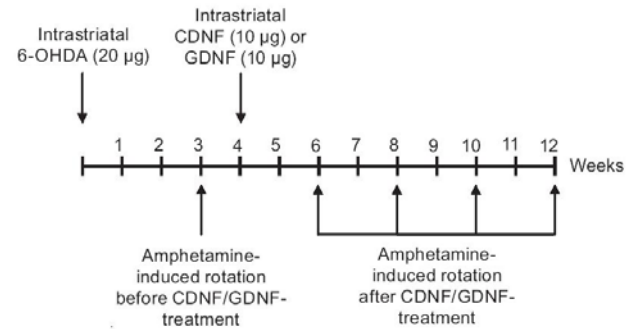 Intrastriatal
6-OHDA (20 µg)
Intrastriatal
CDNF (10 µg) or
GDNF (10 µg)
1 2 3 4 5 6 7 8 9 10 11 12 Weeks
Amphetamine-
induced rotation
before CDNF/GDNF-
treatment
Amphetamine-
induced rotation
after CDNF/GDNF-
treatment